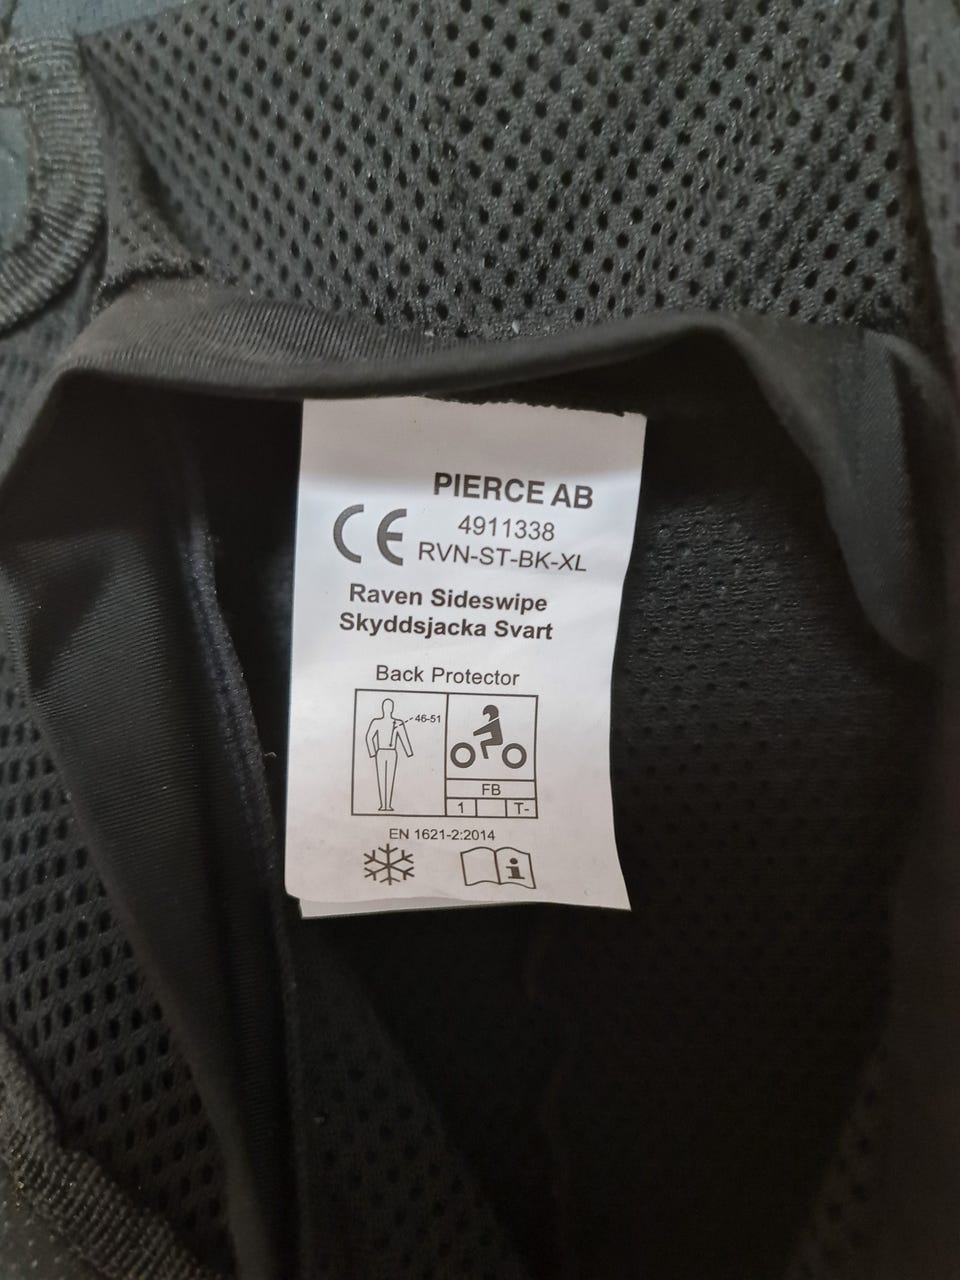 PIERCE AB
CE 4911338
RVN-ST-BK-XL
Raven Sideswipe
Skyddsjacka Svart
Back Protector
46-51
FB
1 T-
EN 1621-2:2014
i